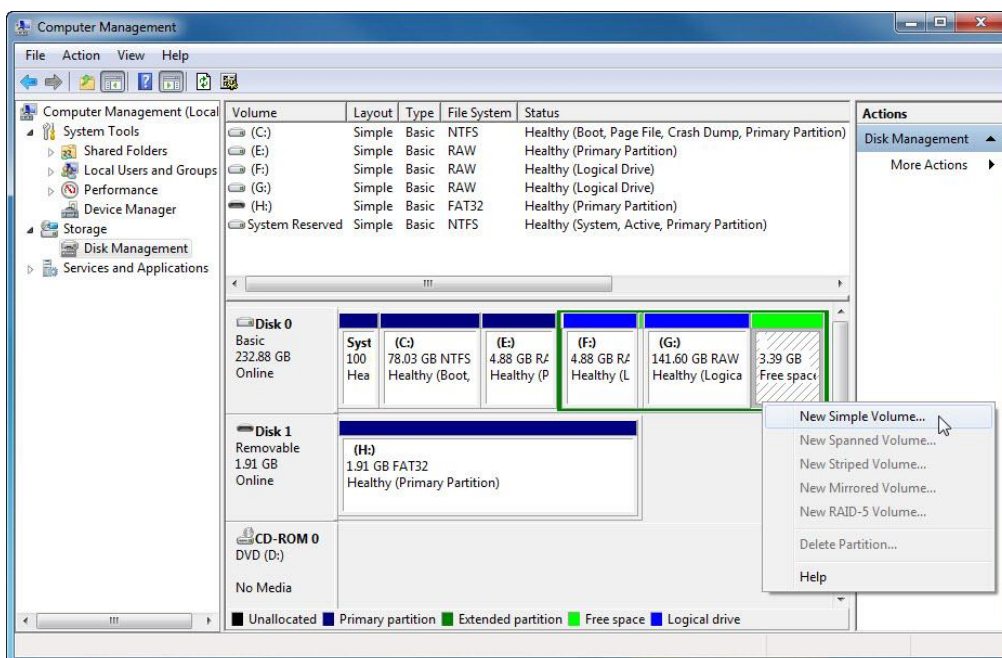 Computer Management
File Action View Help
Computer Management (Local
System Tools
Shared Folders
Local Users and Groups
Performance
Device Manager
Storage
Disk Management
Services and Applications
Volume Layout Type File System Status
(C:) Simple Basic NTFS Healthy (Boot, Page File, Crash Dump, Primary Partition)
(E:) Simple Basic RAW Healthy (Primary Partition)
(F:) Simple Basic RAW Healthy (Logical Drive)
(G:) Simple Basic RAW Healthy (Logical Drive)
(H:) Simple Basic FAT32 Healthy (Primary Partition)
System Reserved Simple Basic NTFS Healthy (System, Active, Primary Partition)
Actions
Disk Management
More Actions
Disk 0
Basic
232.88 GB
Online
Syst
100
Hea
(C:)
78.03 GB NTFS
Healthy (Boot,
(E:)
4.88 GB RA
Healthy (P
(F:)
4.88 GB RA
Healthy (L
(G:)
141.60 GB RAW
Healthy (Logica
3.39 GB
Free space
New Simple Volume...
New Spanned Volume...
New Striped Volume...
New Mirrored Volume...
New RAID-5 Volume...
Delete Partition...
Help
Disk 1
Removable
1.91 GB
Online
(H:)
1.91 GB FAT32
Healthy (Primary Partition)
CD-ROM 0
DVD (D:)
No Media
Unallocated Primary partition Extended partition Free space Logical drive